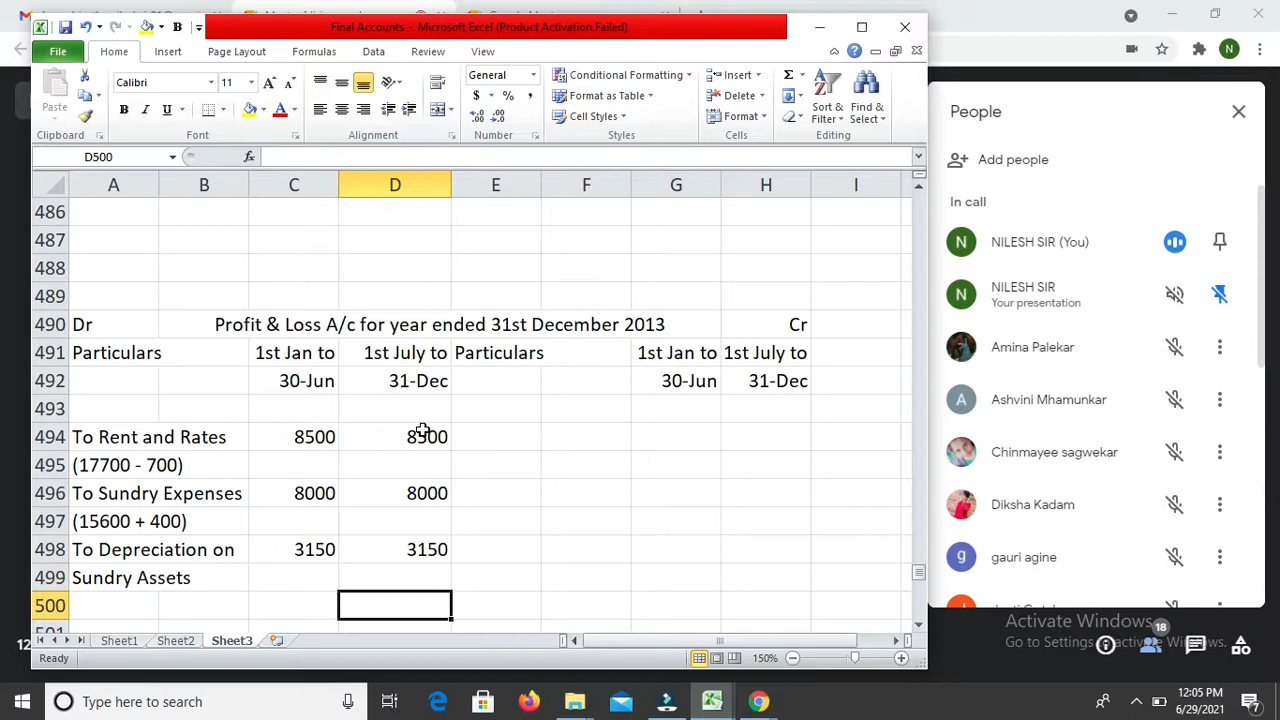 Final Accounts - Microsoft Excel (Product Activation Failed)
File Home Insert Page Layout Formulas Data Review View
Paste
Calibri 11
General
Conditional Formatting
Format as Table
Cell Styles
Insert
Delete
Format
Sort & Filter
Find & Select
Clipboard Font Alignment Number Styles Cells Editing
D500 fx
A B C D E F G H I
486
487
488
489
490 Dr Profit & Loss A/c for year ended 31st December 2013 Cr
491 Particulars 1st Jan to 1st July to Particulars 1st Jan to 1st July to
492 30-Jun 31-Dec 30-Jun 31-Dec
493
494 To Rent and Rates 8500 8500
495 (17700 - 700)
496 To Sundry Expenses 8000 8000
497 (15600 + 400)
498 To Depreciation on 3150 3150
499 Sundry Assets
500
Sheet1 Sheet2 Sheet3
Ready 150%
N
People
Add people
In call
N NILESH SIR (You)
N NILESH SIR
Your presentation
Amina Palekar
A Ashvini Mhamunkar
Chinmayee sagwekar
Diksha Kadam
g gauri agine
Activate Windows
Go to Settings to activate Windows.
18
12
Type here to search
12:05 PM
6/29/2021
7